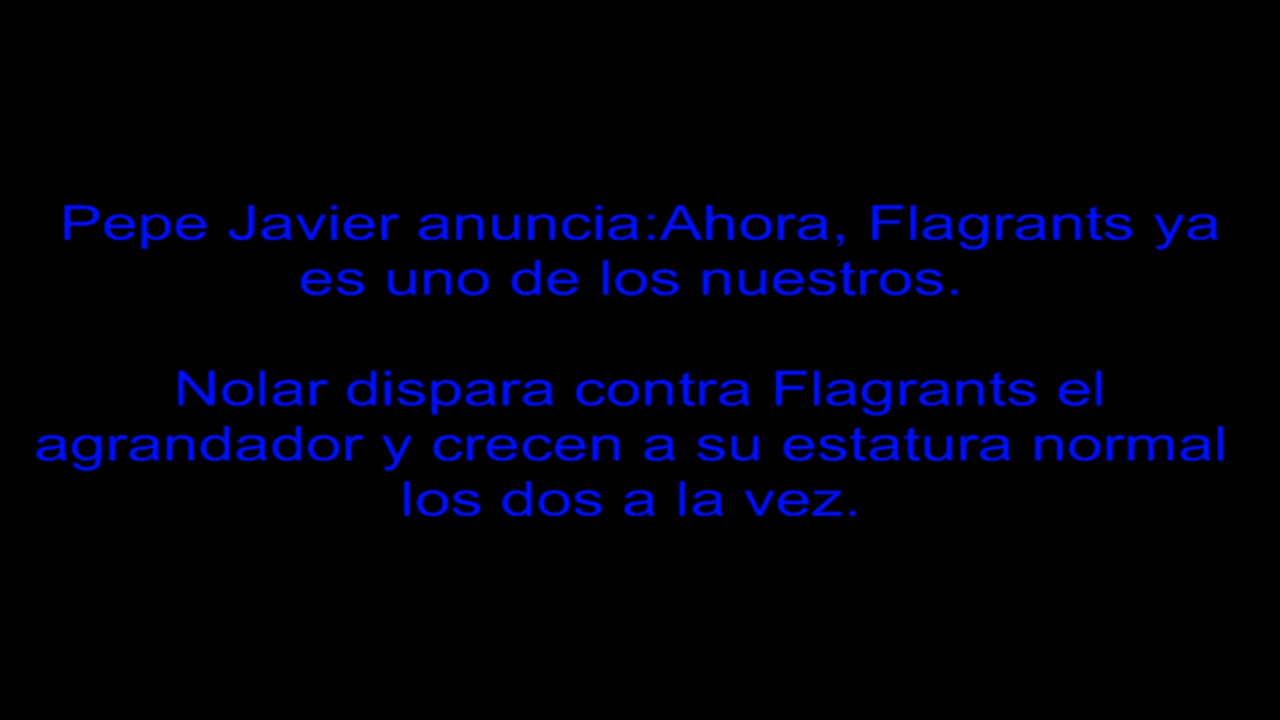 Pepe Javier anuncia:Ahora, Flagrants ya
es uno de los nuestros.
Nolar dispara contra Flagrants el
agrandador y crecen a su estatura normal
los dos a la vez.